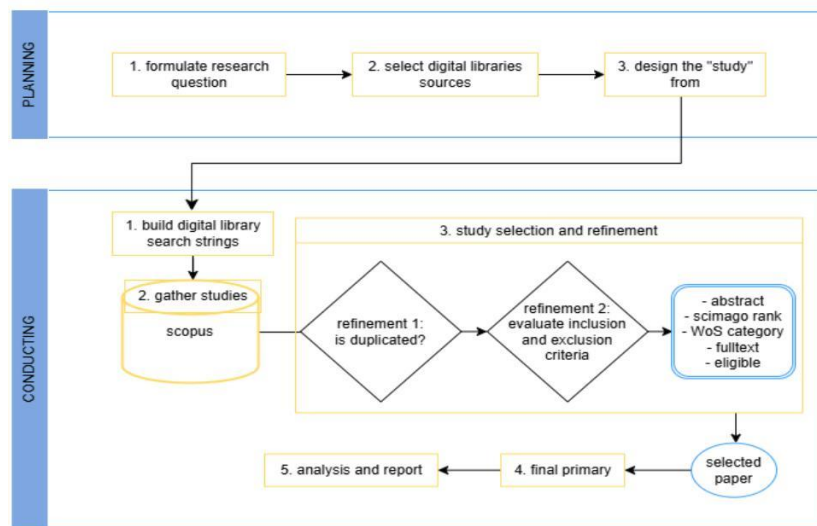 PLANNING
1. formulate research
question
2. select digital libraries
sources
3. design the "study"
from
CONDUCTING
1. build digital library
search strings
2. gather studies
scopus
3. study selection and refinement
refinement 1:
is duplicated?
refinement 2:
evaluate inclusion
and exclusion
criteria
- abstract
- scimago rank
- WoS category
- fulltext
- eligible
selected
paper
4. final primary
5. analysis and report